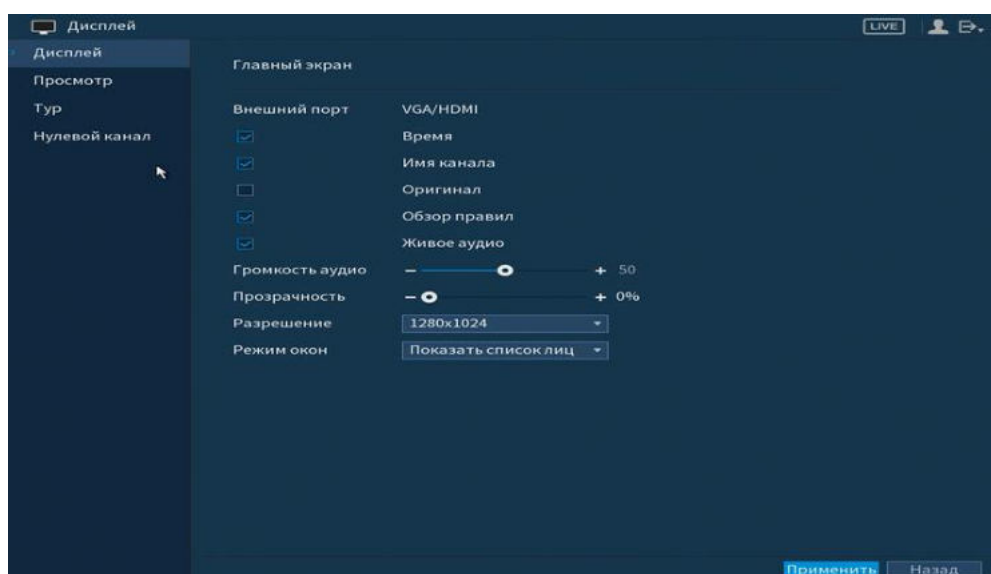 Дисплей
LIVE
Дисплей
Просмотр
Тур
Нулевой канал
Главный экран
Внешний порт VGA/HDMI
Время
Имя канала
Оригинал
Обзор правил
Живое аудио
Громкость аудио − + 50
Прозрачность − + 0%
Разрешение 1280x1024
Режим окон Показать список лиц
Применить Назад